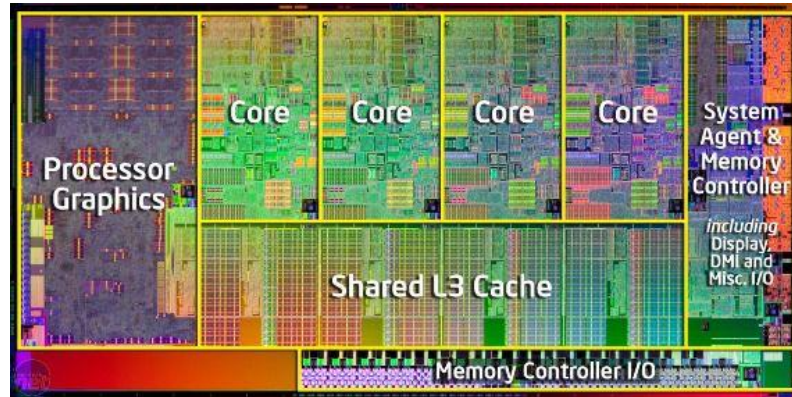 Processor
Graphics
Core
Core
Core
Core
System
Agent &
Memory
Controller
including
Display,
DMI and
Misc. I/O
Shared L3 Cache
Memory Controller I/O